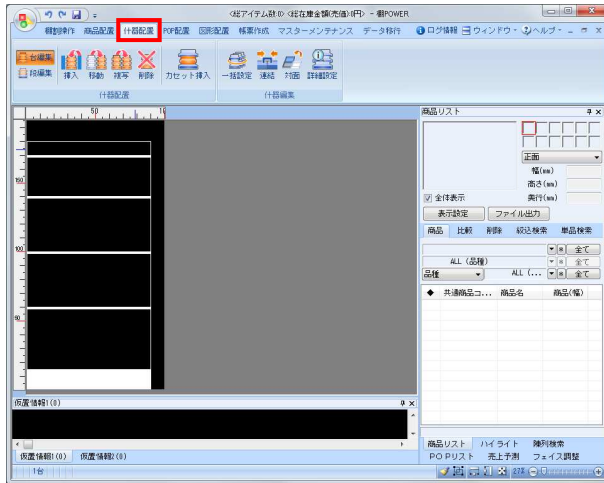 <総アイテム数:0> <総在庫金額(売価):0円> - 棚POWER
棚割操作 商品配置 什器配置 POP配置 図形配置 帳票作成 マスターメンテナンス データ移行 ログ情報 ウィンドウ ヘルプ
台編集
段編集
挿入 移動 複写 削除 カセット挿入 一括設定 連結 対面 詳細設定
什器配置 什器編集
50
150
100
50
商品リスト
正面
幅(mm)
高さ(mm)
奥行(mm)
全体表示
表示設定 ファイル出力
商品 比較 削除 絞込検索 単品検索
全て
ALL (品種) 全て
品種 ALL (... 全て
◆ 共通商品コ... 商品名 商品(幅)
仮置情報1(0)
仮置情報1(0) 仮置情報2(0)
商品リスト ハイライト 陳列検索
POPリスト 売上予測 フェイス調整
1台 27%